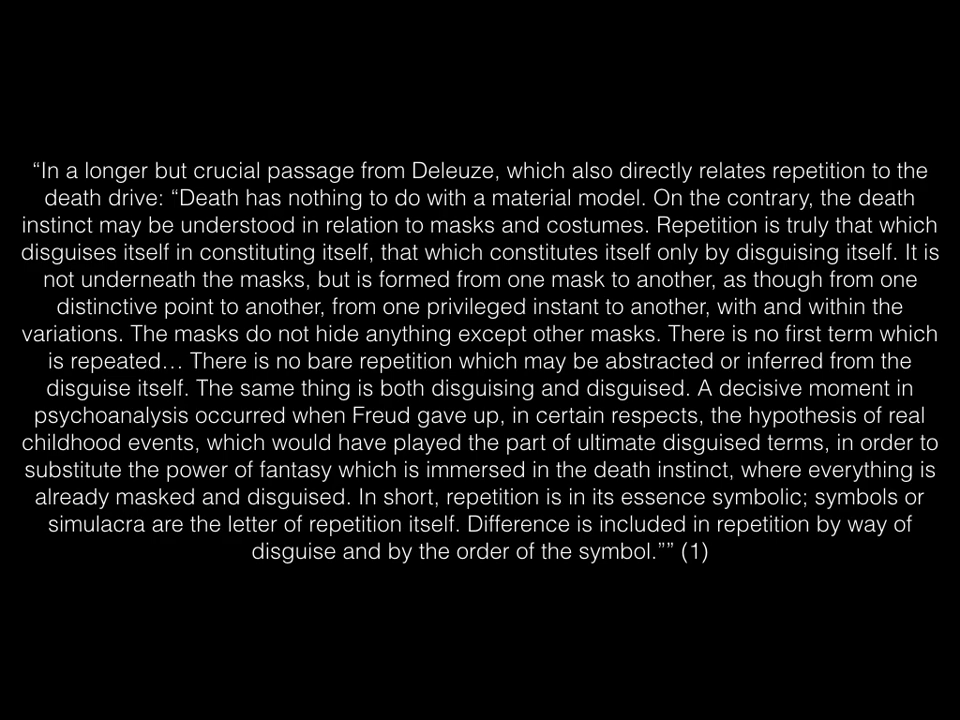 “In a longer but crucial passage from Deleuze, which also directly relates repetition to the
death drive: “Death has nothing to do with a material model. On the contrary, the death
instinct may be understood in relation to masks and costumes. Repetition is truly that which
disguises itself in constituting itself, that which constitutes itself only by disguising itself. It is
not underneath the masks, but is formed from one mask to another, as though from one
distinctive point to another, from one privileged instant to another, with and within the
variations. The masks do not hide anything except other masks. There is no first term which
is repeated… There is no bare repetition which may be abstracted or inferred from the
disguise itself. The same thing is both disguising and disguised. A decisive moment in
psychoanalysis occurred when Freud gave up, in certain respects, the hypothesis of real
childhood events, which would have played the part of ultimate disguised terms, in order to
substitute the power of fantasy which is immersed in the death instinct, where everything is
already masked and disguised. In short, repetition is in its essence symbolic; symbols or
simulacra are the letter of repetition itself. Difference is included in repetition by way of
disguise and by the order of the symbol.”” (1)